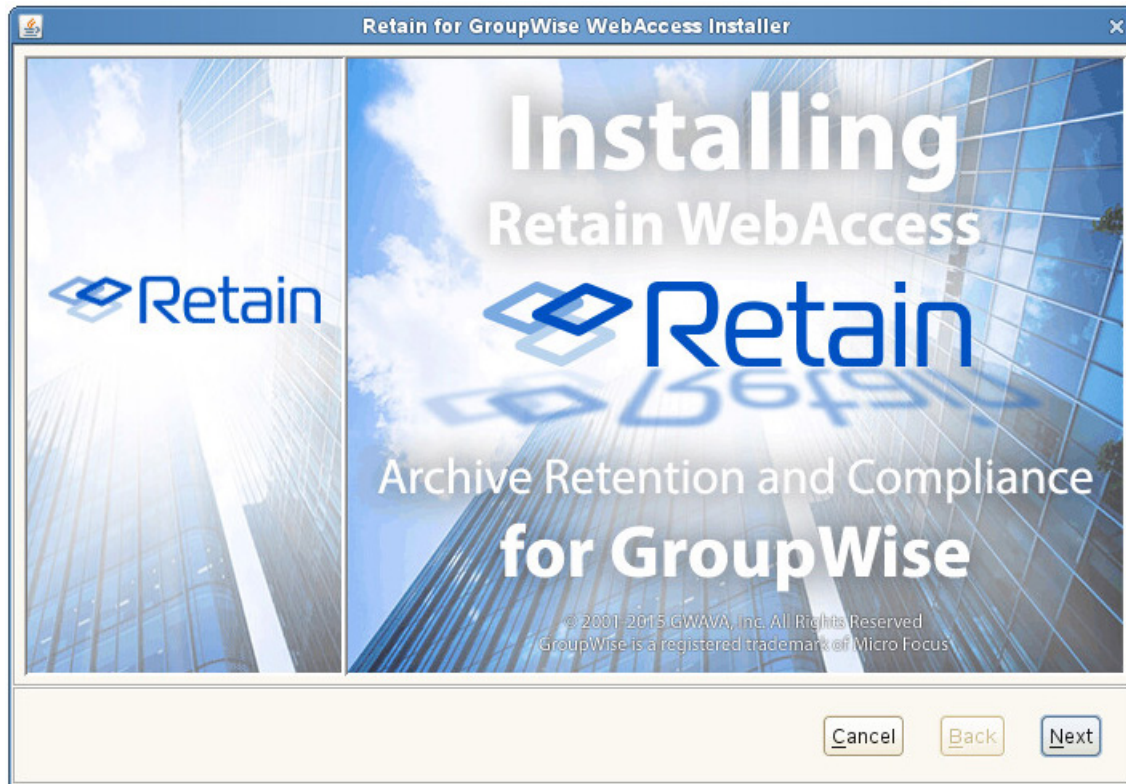 Retain for GroupWise WebAccess Installer
Retain
Installing
Retain WebAccess
Retain
Archive Retention and Compliance
for GroupWise
© 2001-2015 GWAVA, Inc. All Rights Reserved
GroupWise is a registered trademark of Micro Focus
Cancel
Back
Next